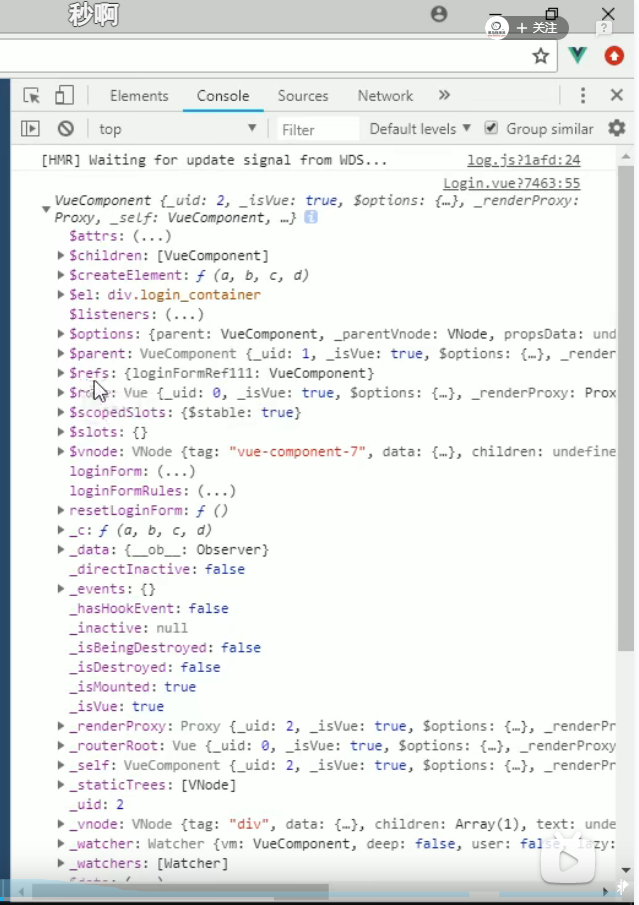 秒啊
+ 关注
Elements Console Sources Network »
top Filter Default levels Group similar
[HMR] Waiting for update signal from WDS... log.js?1afd:24
Login.vue?7463:55
VueComponent {_uid: 2, _isVue: true, $options: {…}, _renderProxy:
Proxy, _self: VueComponent, …}
$attrs: (...)
$children: [VueComponent]
$createElement: ƒ (a, b, c, d)
$el: div.login_container
$listeners: (...)
$options: {parent: VueComponent, _parentVnode: VNode, propsData: und
$parent: VueComponent {_uid: 1, _isVue: true, $options: {…}, _render
$refs: {loginFormRef111: VueComponent}
Vue {_uid: 0, _isVue: true, $options: {…}, _renderProxy: Prox
$scopedSlots: {$stable: true}
$slots: {}
$vnode: VNode {tag: "vue-component-7", data: {…}, children: undefine
loginForm: (...)
loginFormRules: (...)
resetLoginForm: ƒ ()
_c: ƒ (a, b, c, d)
_data: {__ob__: Observer}
_directInactive: false
_events: {}
_hasHookEvent: false
_inactive: null
_isBeingDestroyed: false
_isDestroyed: false
_isMounted: true
_isVue: true
_renderProxy: Proxy {_uid: 2, _isVue: true, $options: {…}, _renderPr
_routerRoot: Vue {_uid: 0, _isVue: true, $options: {…}, _renderProxy
_self: VueComponent {_uid: 2, _isVue: true, $options: {…}, _renderPr
_staticTrees: [VNode]
_uid: 2
_vnode: VNode {tag: "div", data: {…}, children: Array(1), text: unde
_watcher: Watcher {vm: VueComponent, deep: false, user: false, lazy:
_watchers: [Watcher]